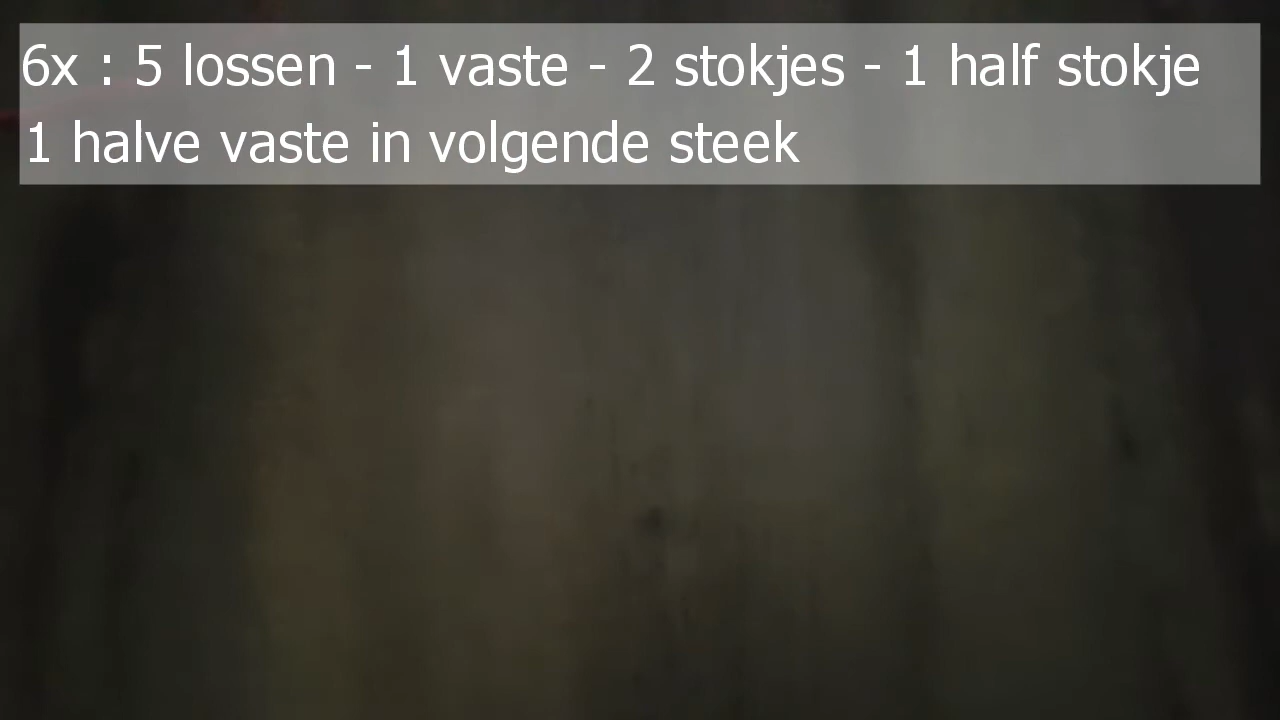 6x : 5 lossen - 1 vaste - 2 stokjes - 1 half stokje
1 halve vaste in volgende steek